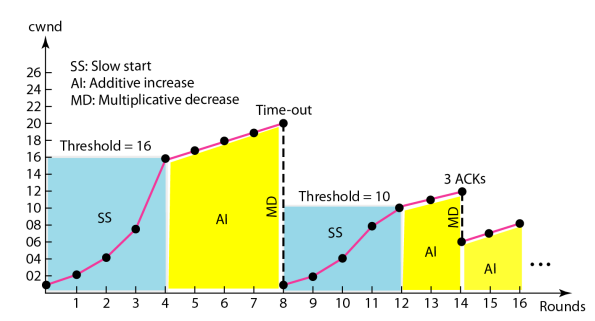 cwnd
SS: Slow start
AI: Additive increase
MD: Multiplicative decrease
26
24
22
20
18
16
14
12
10
08
06
04
02
Time-out
Threshold = 16
Threshold = 10
3 ACKs
SS
AI
MD
SS
AI
MD
AI
...
1 2 3 4 5 6 7 8 9 10 11 12 13 14 15 16
Rounds